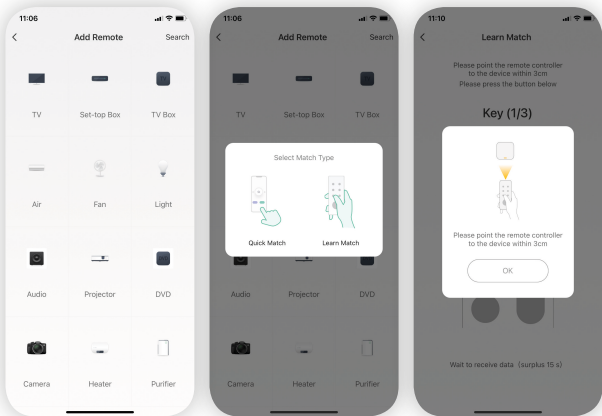 11:06
Add Remote Search
TV Set-top Box TV Box
Air Fan Light
Audio Projector DVD
Camera Heater Purifier
11:06
Add Remote Search
TV Set-top Box TV Box
Select Match Type
Quick Match Learn Match
Audio Projector DVD
Camera Heater Purifier
11:10
Learn Match
Please point the remote controller
to the device within 3cm
Please press the button below
Key (1/3)
Please point the remote controller
to the device within 3cm
OK
Wait to receive data (surplus 15 s)